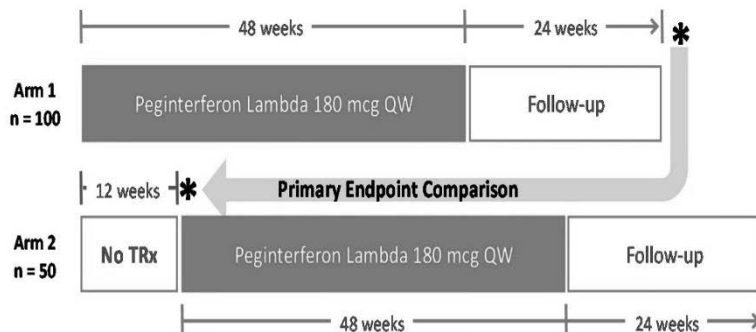 48 weeks 24 weeks *
Arm 1
n = 100
Peginterferon Lambda 180 mcg QW Follow-up
12 weeks * Primary Endpoint Comparison
Arm 2
n = 50
No TRx Peginterferon Lambda 180 mcg QW Follow-up
48 weeks 24 weeks